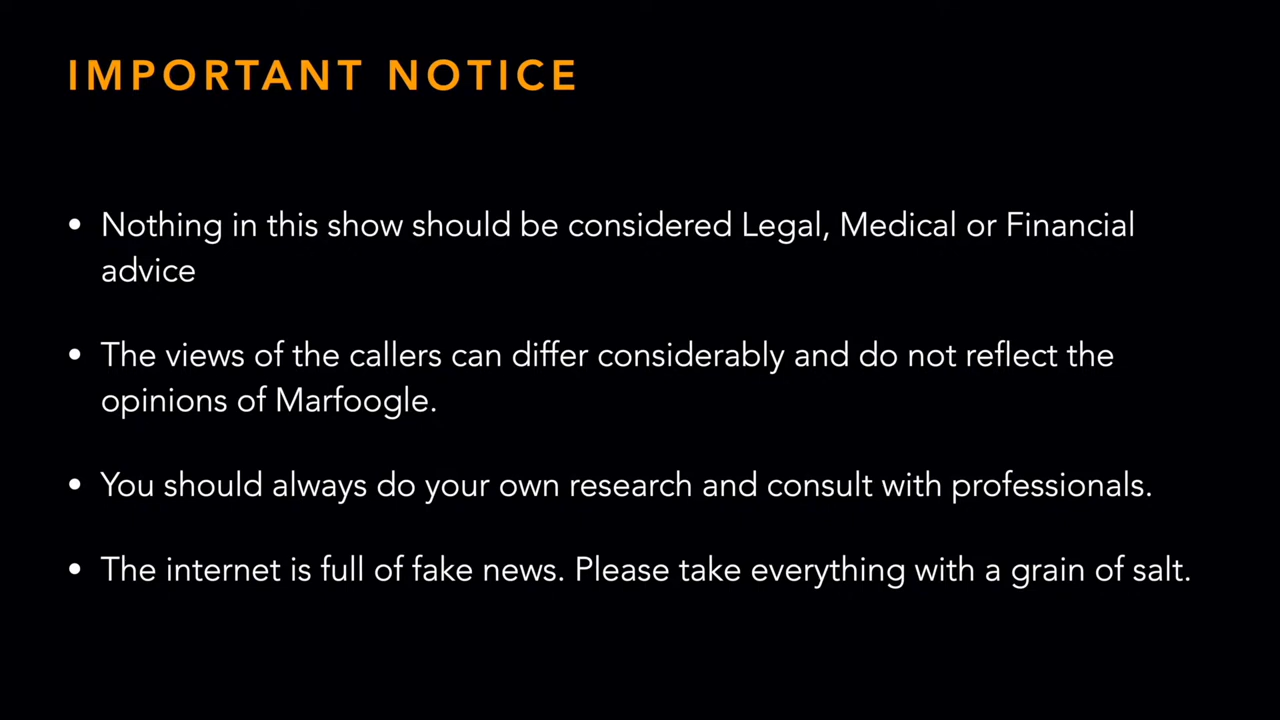 IMPORTANT NOTICE
• Nothing in this show should be considered Legal, Medical or Financial
advice
• The views of the callers can differ considerably and do not reflect the
opinions of Marfoogle.
• You should always do your own research and consult with professionals.
• The internet is full of fake news. Please take everything with a grain of salt.